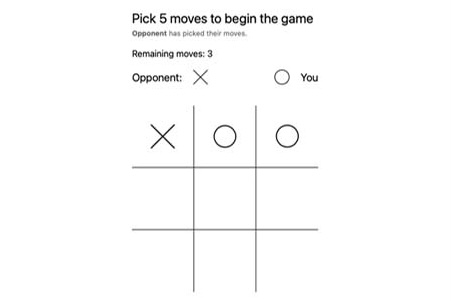 Pick 5 moves to begin the game
Opponent has picked their moves.
Remaining moves: 3
Opponent: X O You
X O O